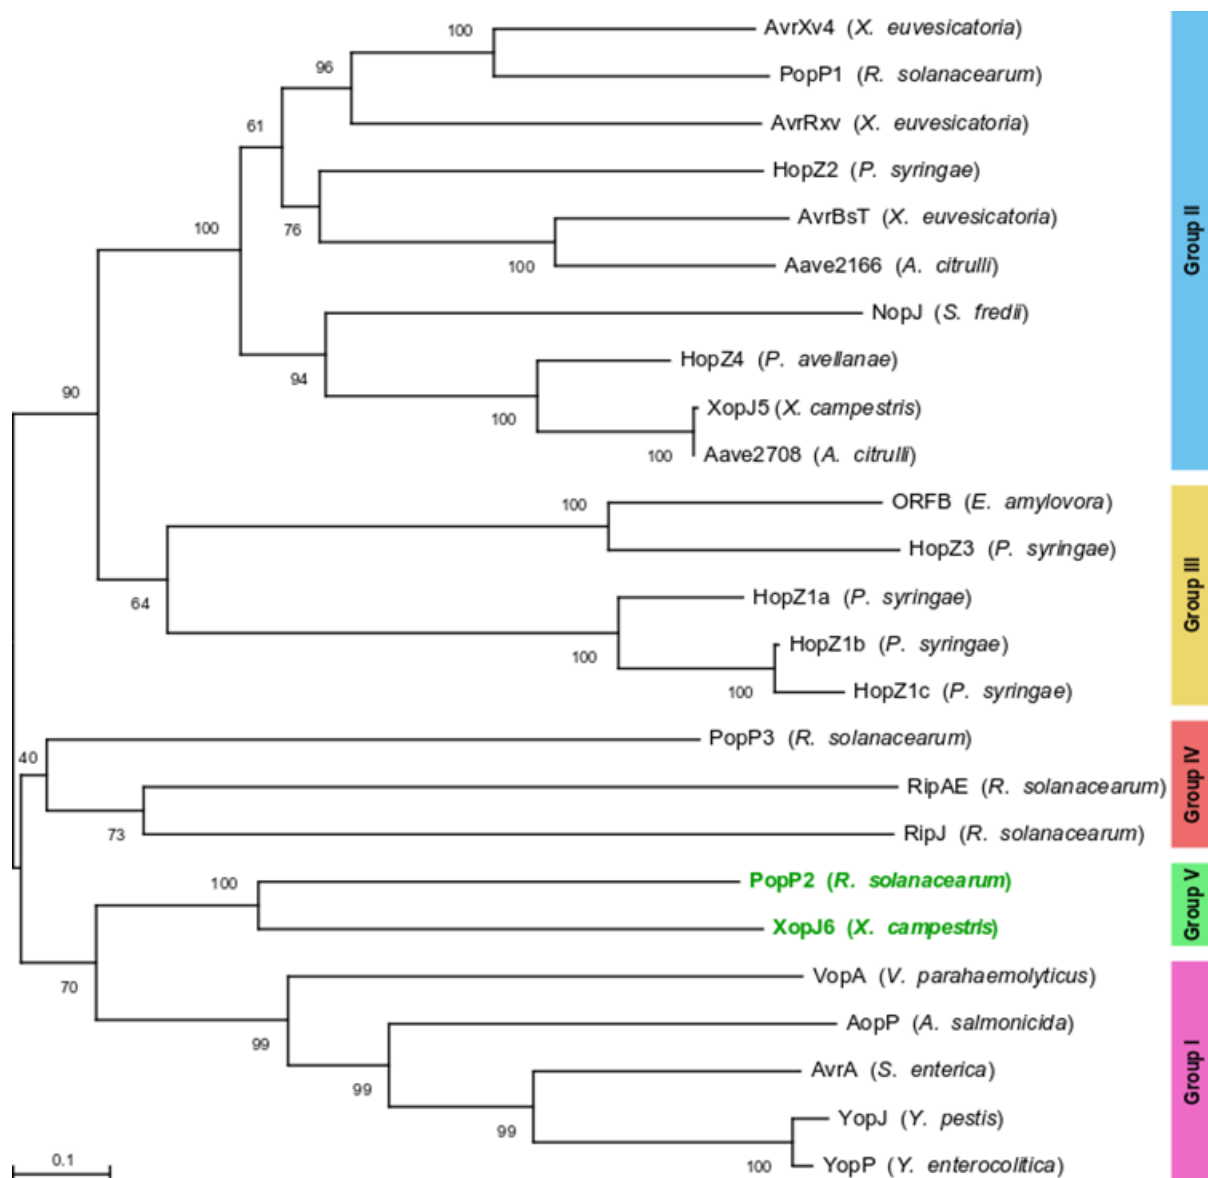 100
AvrXv4 (X. euvesicatoria)
96
PopP1 (R. solanacearum)
61
AvrRxv (X. euvesicatoria)
HopZ2 (P. syringae)
100
76
AvrBsT (X. euvesicatoria)
100
Aave2166 (A. citrulli)
NopJ (S. fredii)
94
HopZ4 (P. avellanae)
90
100
XopJ5 (X. campestris)
100
Aave2708 (A. citrulli)
Group II
100
ORFB (E. amylovora)
HopZ3 (P. syringae)
64
HopZ1a (P. syringae)
100
HopZ1b (P. syringae)
100
HopZ1c (P. syringae)
Group III
40
PopP3 (R. solanacearum)
RipAE (R. solanacearum)
73
RipJ (R. solanacearum)
Group IV
100
PopP2 (R. solanacearum)
XopJ6 (X. campestris)
Group V
70
VopA (V. parahaemolyticus)
99
AopP (A. salmonicida)
99
AvrA (S. enterica)
99
YopJ (Y. pestis)
100
YopP (Y. enterocolitica)
Group I
0.1